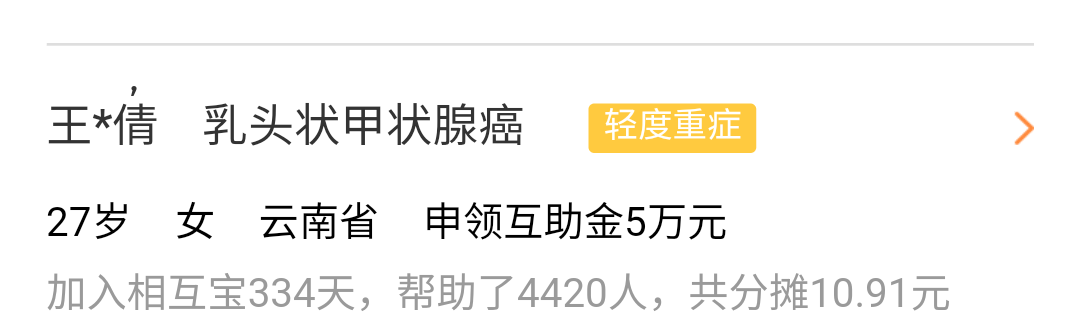 王*倩 乳头状甲状腺癌 轻度重症
27岁 女 云南省 申领互助金5万元
加入相互宝334天，帮助了4420人，共分摊10.91元